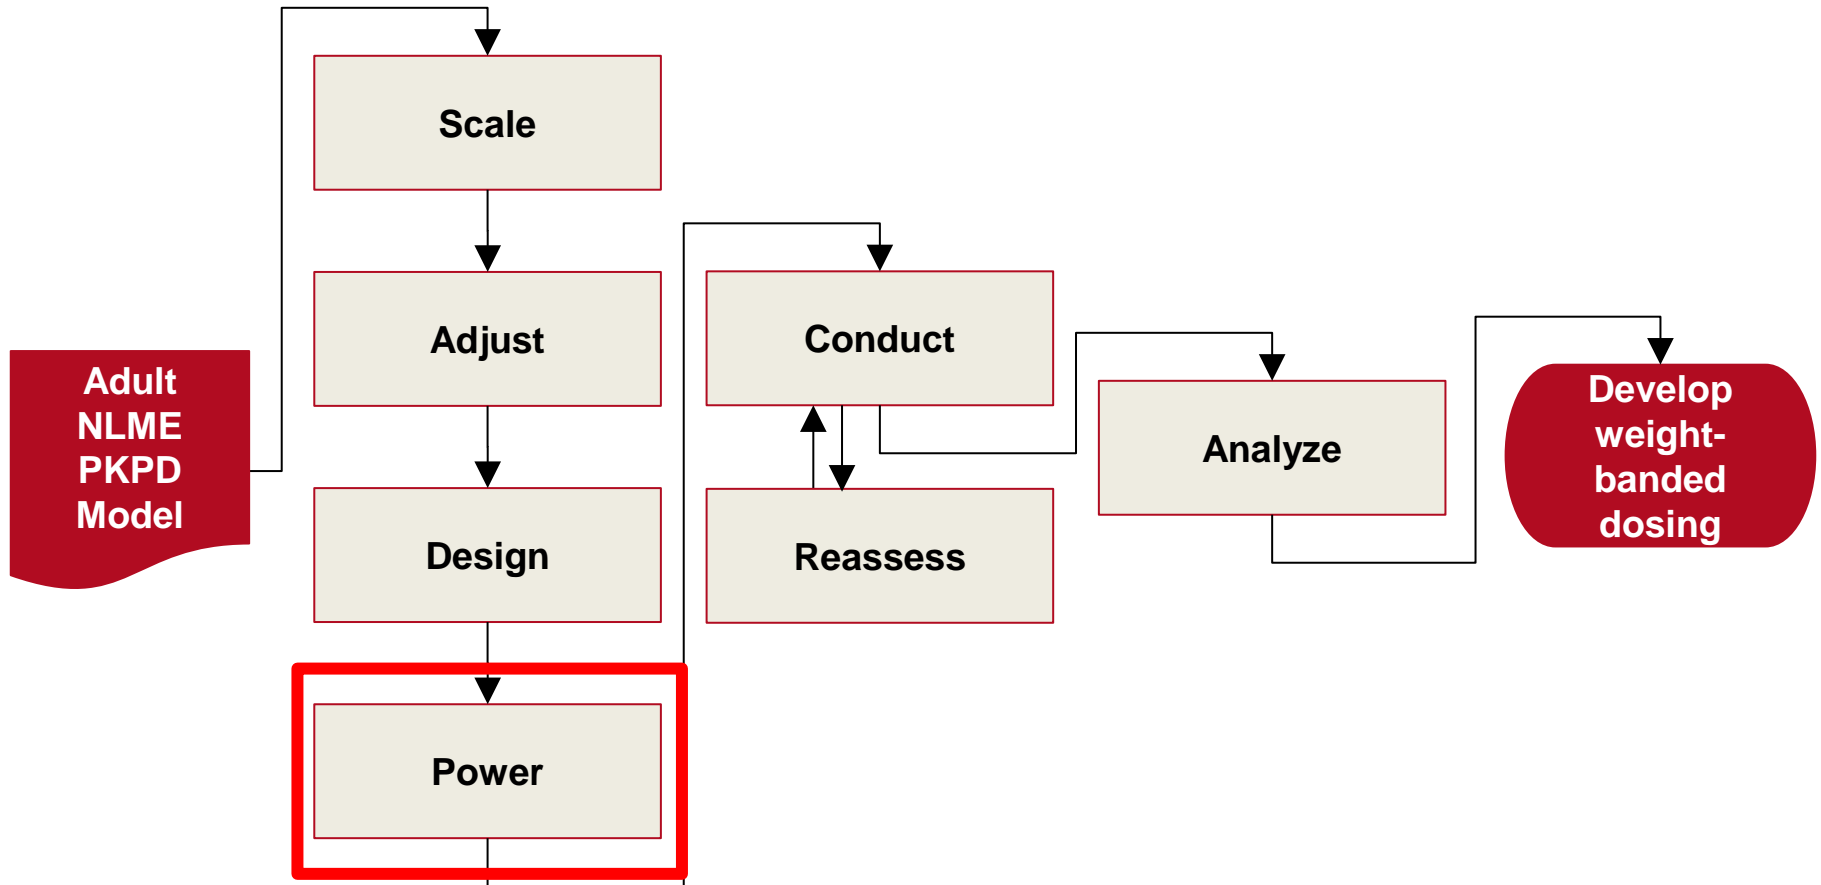 Adult
NLME
PKPD
Model
Scale
Adjust
Design
Power
Conduct
Reassess
Analyze
Develop
weight-
banded
dosing